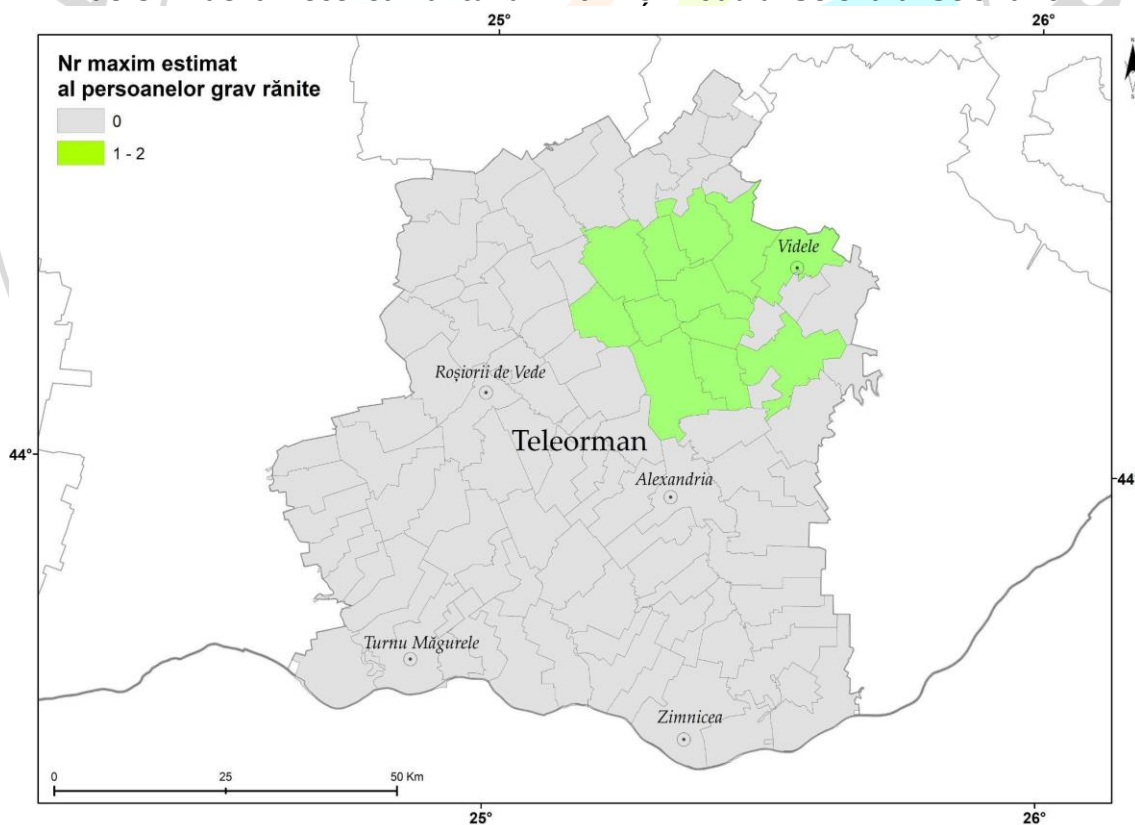 25°
26°
Nr maxim estimat
al persoanelor grav rănite
0
1 - 2
Videle
Roșiorii de Vede
Teleorman
44°
Alexandria
44°
Turnu Măgurele
Zimnicea
0
25
50 Km
25°
26°